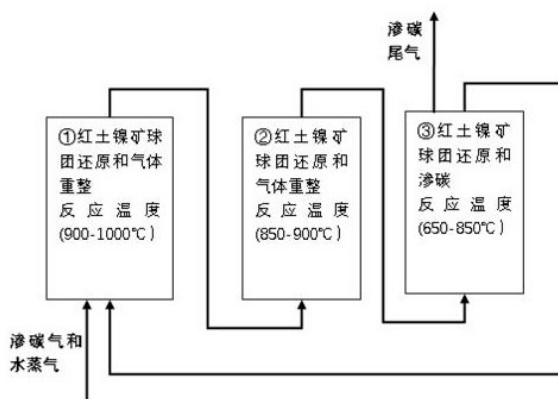 渗碳
尾气
①红土镍矿球
团还原和气体
重整
反应温度
(900-1000℃)
②红土镍矿
球团还原和
气体重整
反应温度
(850-900℃)
③红土镍矿
球团还原和
渗碳
反应温度
(650-850℃)
渗碳气和
水蒸气